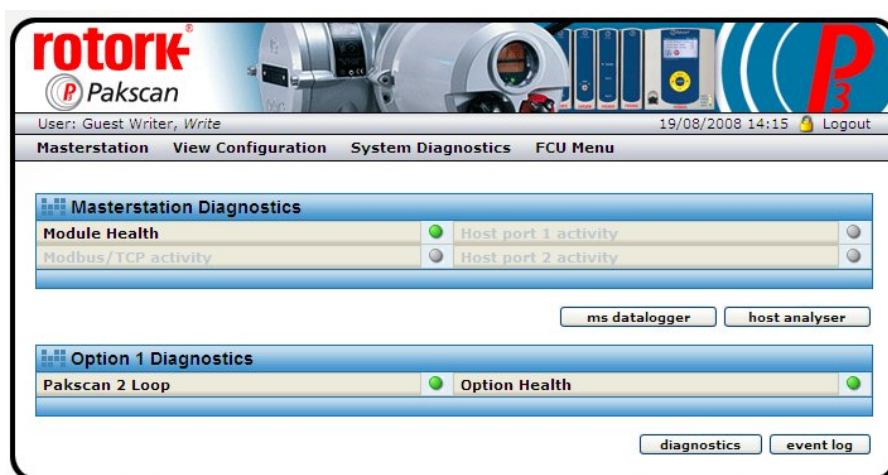 rotork®
Pakscan
P3
User: Guest Writer, Write
19/08/2008 14:15 Logout
Masterstation View Configuration System Diagnostics FCU Menu
Masterstation Diagnostics
Module Health Host port 1 activity
Modbus/TCP activity Host port 2 activity
ms datalogger host analyser
Option 1 Diagnostics
Pakscan 2 Loop Option Health
diagnostics event log